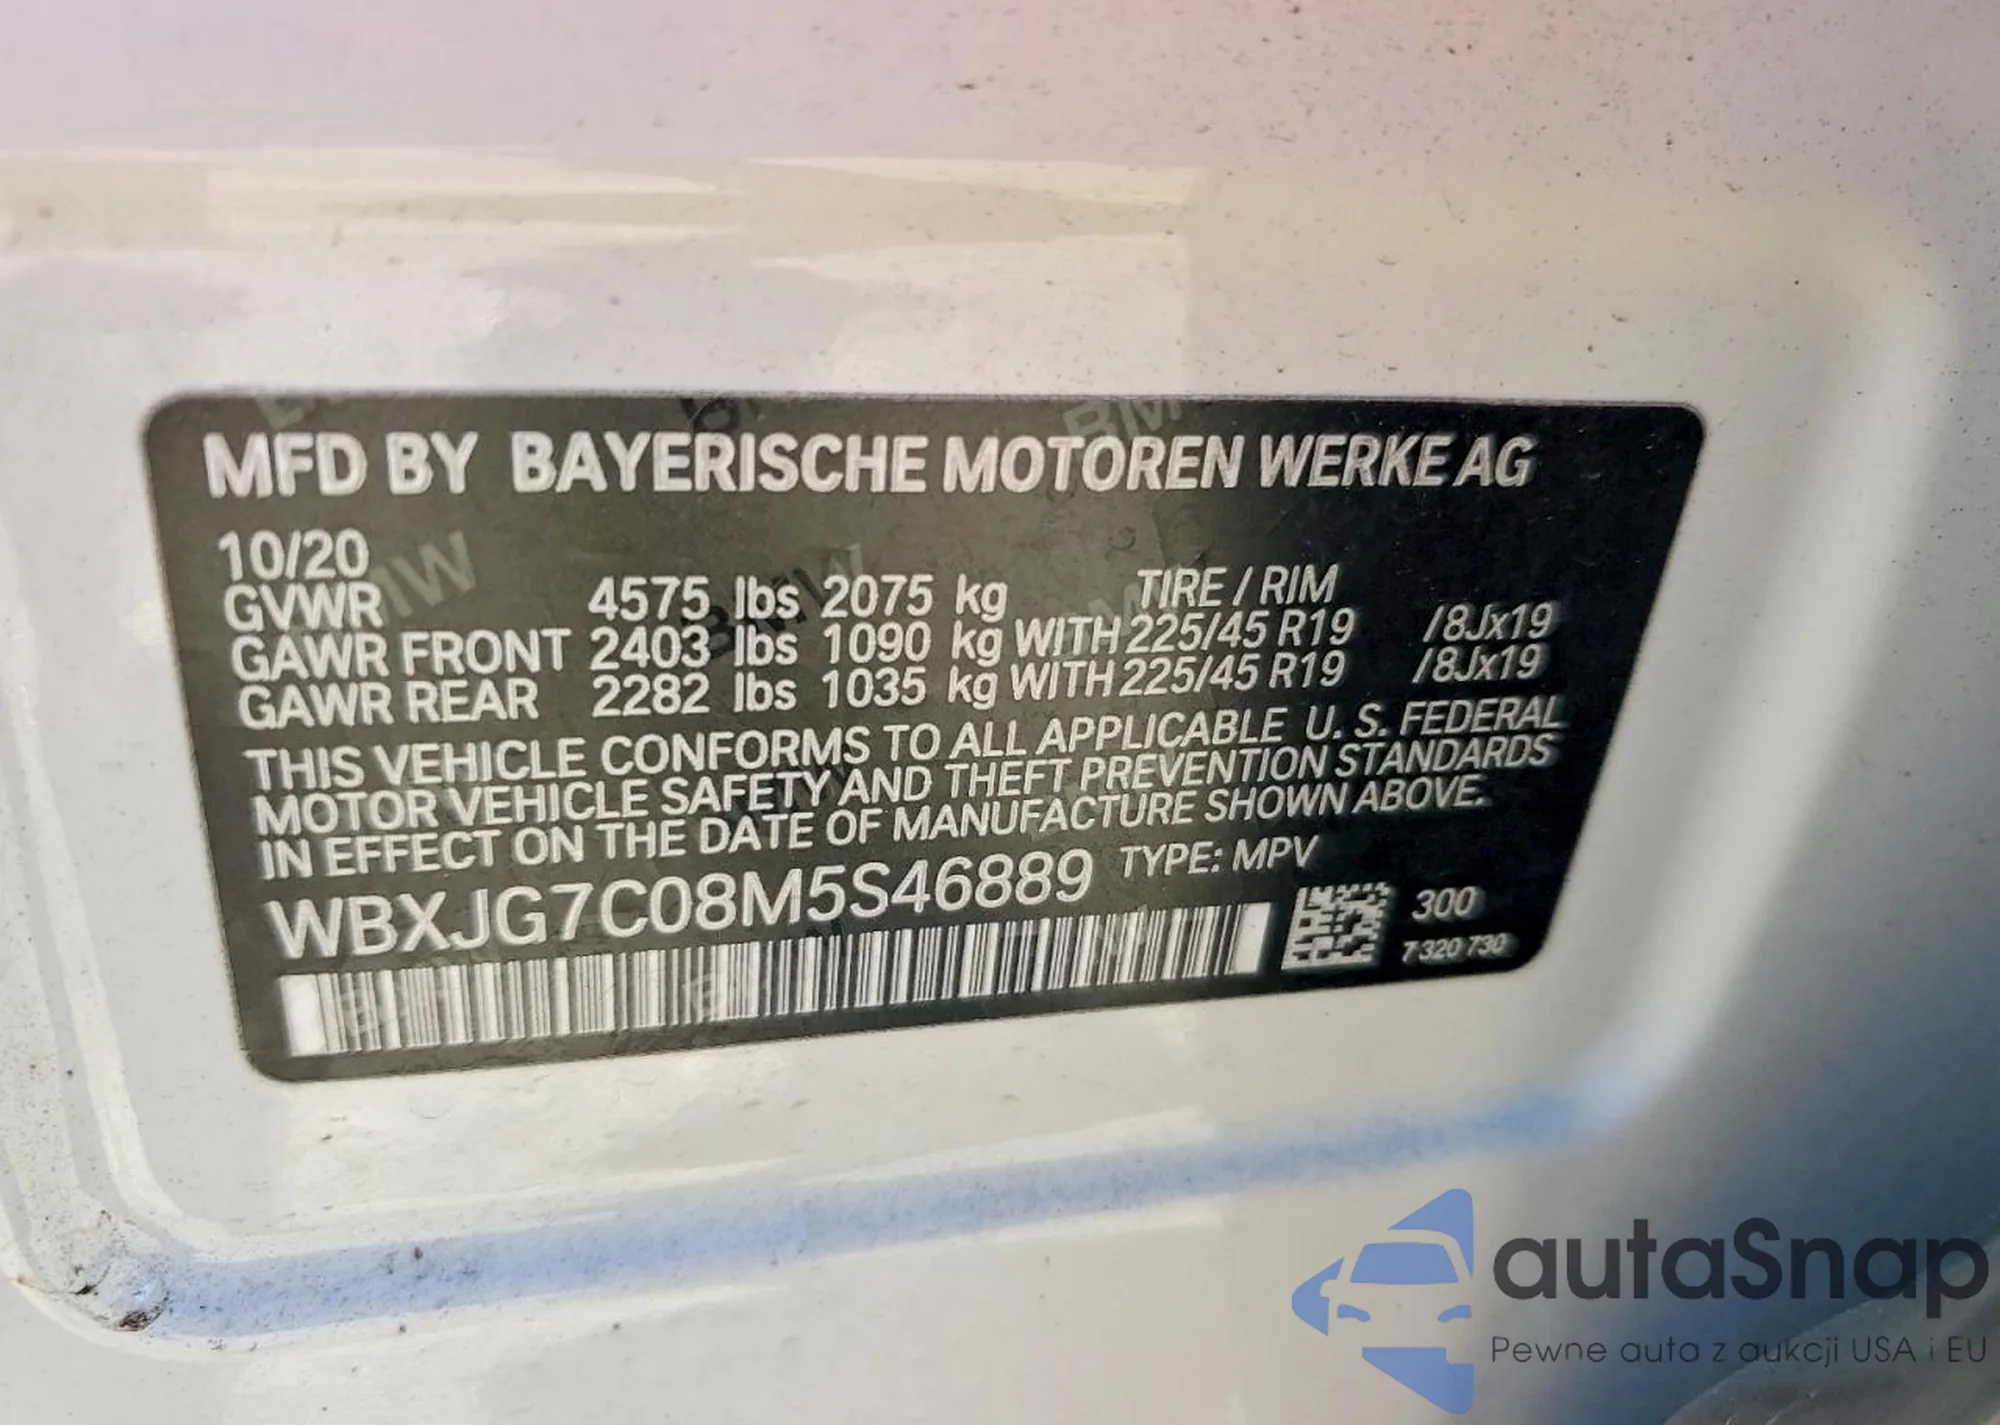 MFD BY BAYERISCHE MOTOREN WERKE AG
10/20
GVWR 4575 lbs 2075 kg TIRE / RIM
GAWR FRONT 2403 lbs 1090 kg WITH 225/45 R19 /8Jx19
GAWR REAR 2282 lbs 1035 kg WITH 225/45 R19 /8Jx19
THIS VEHICLE CONFORMS TO ALL APPLICABLE U. S. FEDERAL
MOTOR VEHICLE SAFETY AND THEFT PREVENTION STANDARDS
IN EFFECT ON THE DATE OF MANUFACTURE SHOWN ABOVE.
WBXJG7C08M5S46889 TYPE: MPV
300
7 320 730
autaSnap
Pewne auta z aukcji USA i EU